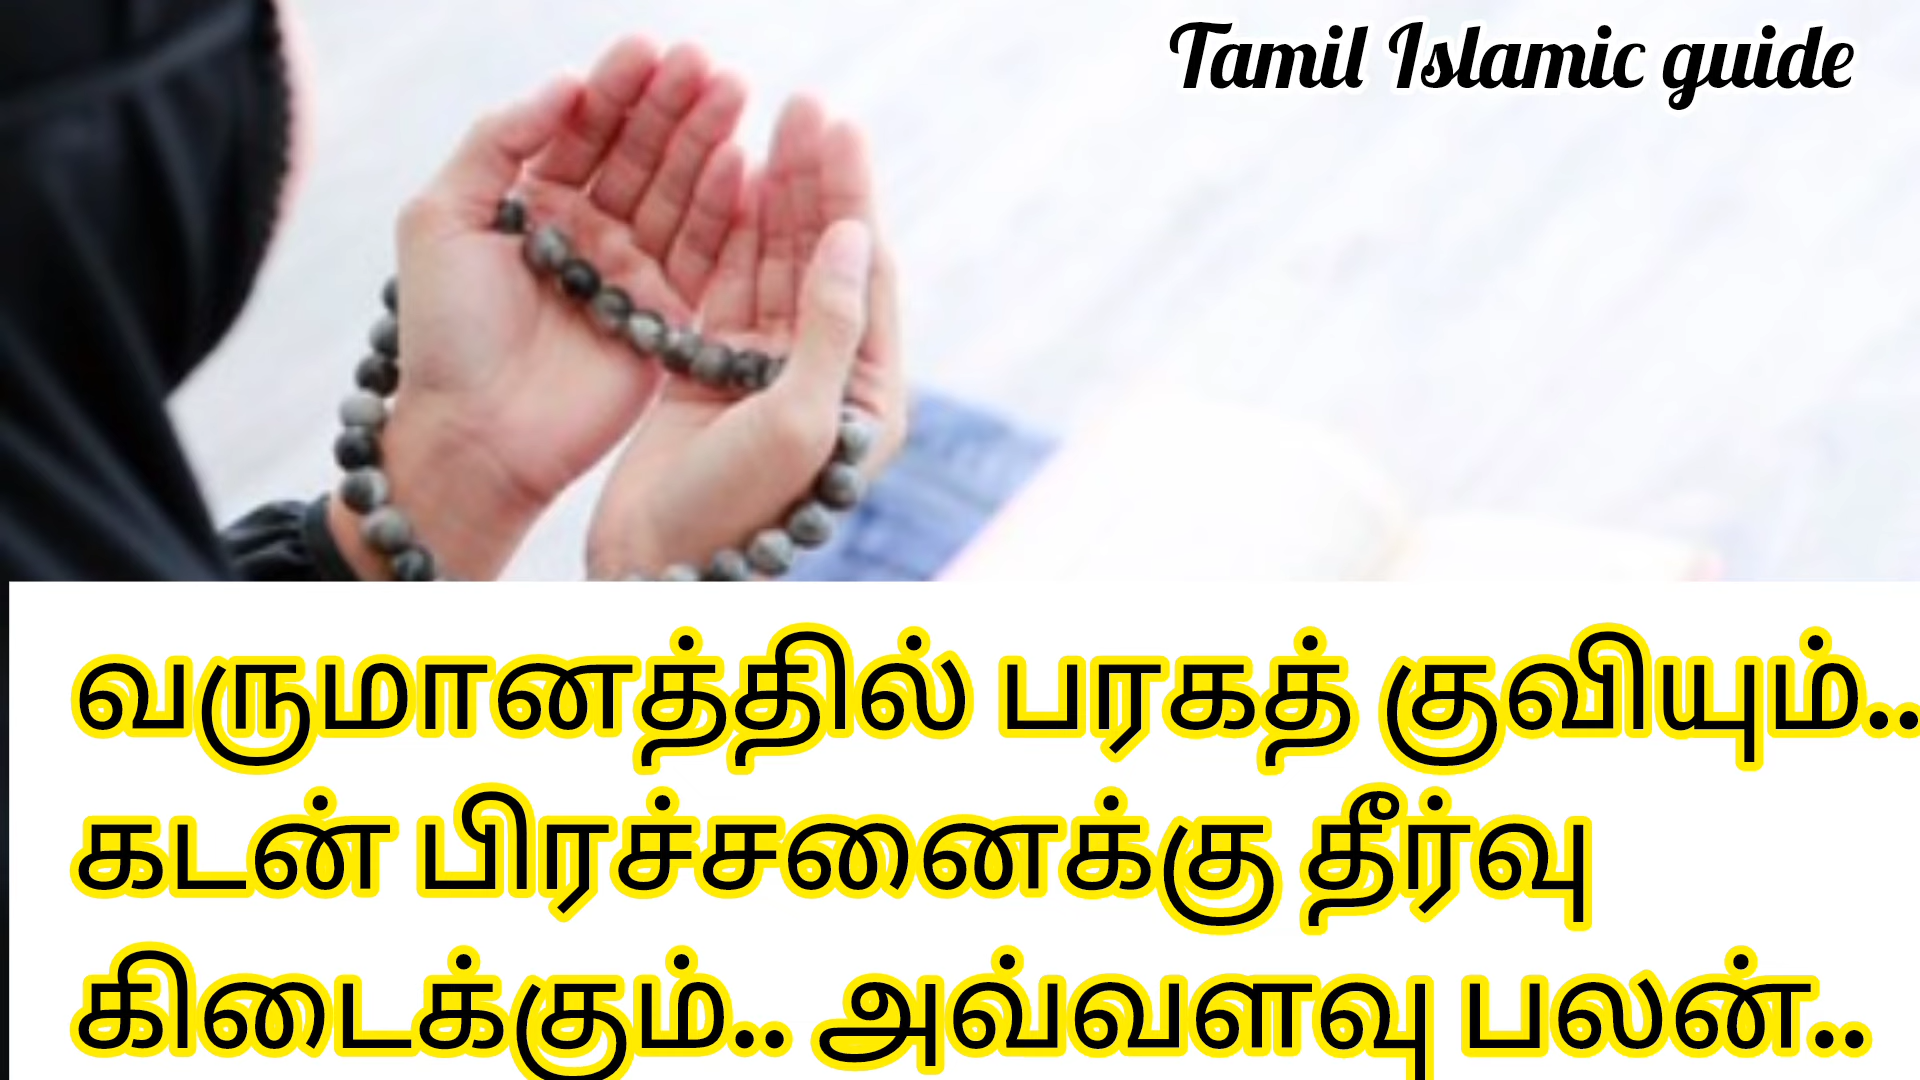 Tamil Islamic guide
வருமானத்தில் பரகத் குவியும்..
கடன் பிரச்சனைக்கு தீர்வு
கிடைக்கும்.. அவ்வளவு பலன்..